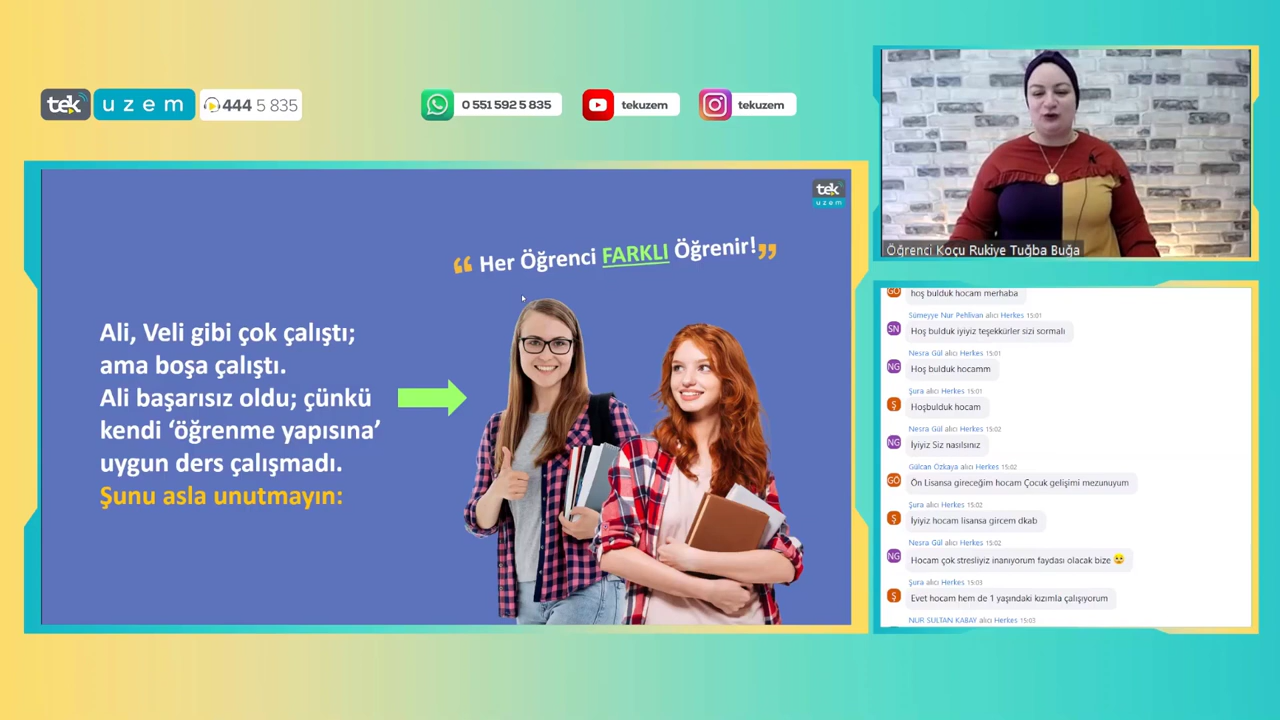 tek
uzem
444 5 835
0 551 592 5 835
tekuzem
tekuzem
tek
uzem
“ Her Öğrenci FARKLI Öğrenir! ”
Ali, Veli gibi çok çalıştı;
ama boşa çalıştı.
Ali başarısız oldu; çünkü
kendi ‘öğrenme yapısına’
uygun ders çalışmadı.
Şunu asla unutmayın:
Öğrenci Koçu Rukiye Tuğba Buğa
GÖ
hoş bulduk hocam merhaba
Sümeyye Nur Pehlivan alıcı Herkes 15:01
SN
Hoş bulduk iyiyiz teşekkürler sizi sormalı
Nesra Gül alıcı Herkes 15:01
NG
Hoş bulduk hocamm
Şura alıcı Herkes 15:01
Ş
Hoşbulduk hocam
Nesra Gül alıcı Herkes 15:02
NG
İyiyiz Siz nasılsınız
Gülcan Özkaya alıcı Herkes 15:02
GÖ
Ön Lisansa gireceğim hocam Çocuk gelişimi mezunuyum
Şura alıcı Herkes 15:02
Ş
İyiyiz hocam lisansa gircem dkab
Nesra Gül alıcı Herkes 15:02
NG
Hocam çok stresliyiz inanıyorum faydası olacak bize 🥲
Şura alıcı Herkes 15:03
Ş
Evet hocam hem de 1 yaşındaki kızımla çalışıyorum
NUR SULTAN KABAY alıcı Herkes 15:03